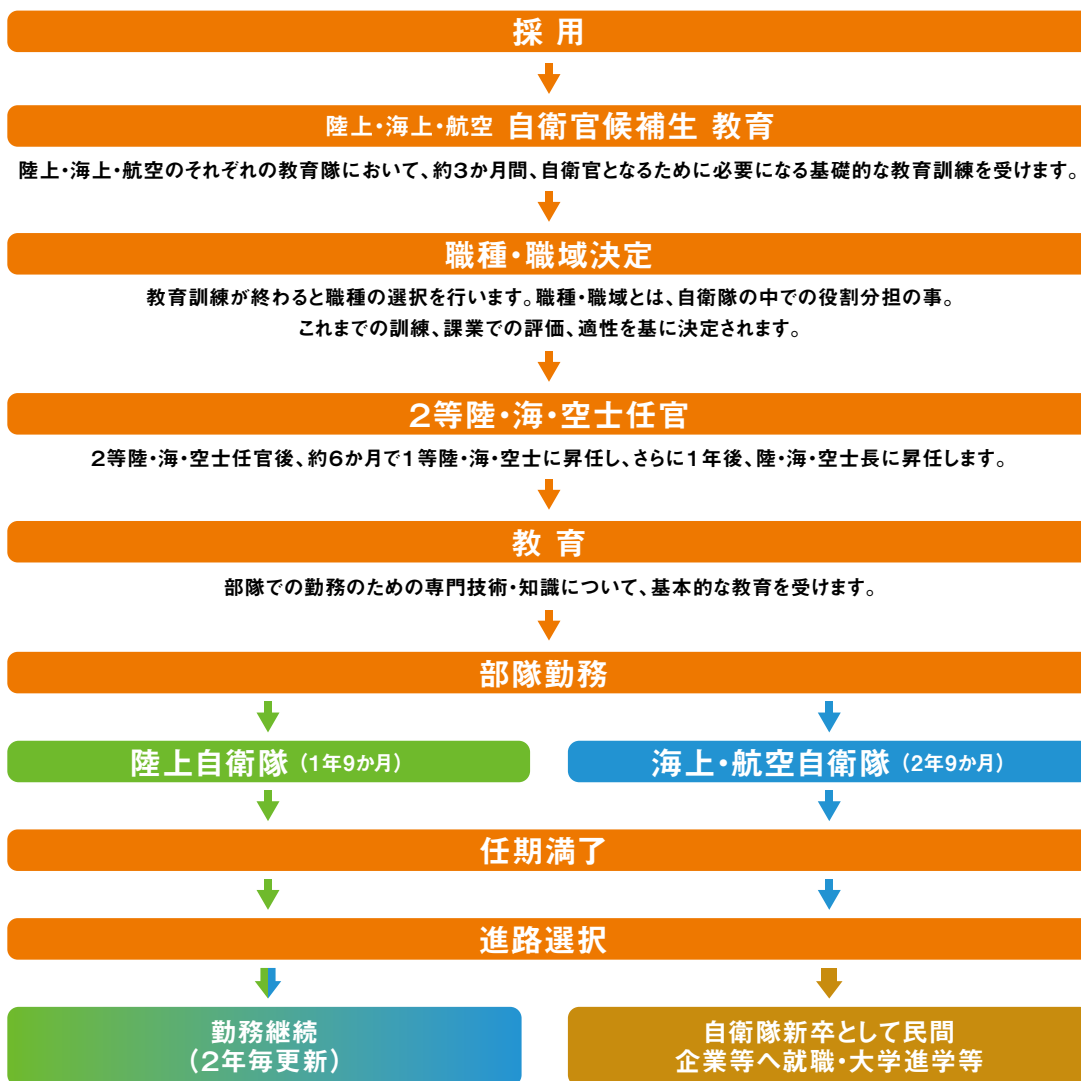 採 用
陸上・海上・航空 自衛官候補生 教育
陸上・海上・航空のそれぞれの教育隊において、約3か月間、自衛官となるために必要になる基礎的な教育訓練を受けます。
職種・職域決定
教育訓練が終わると職種の選択を行います。職種・職域とは、自衛隊の中での役割分担の事。
これまでの訓練、課業での評価、適性を基に決定されます。
2等陸・海・空士任官
2等陸・海・空士任官後、約6か月で1等陸・海・空士に昇任し、さらに1年後、陸・海・空士長に昇任します。
教 育
部隊での勤務のための専門技術・知識について、基本的な教育を受けます。
部隊勤務
陸上自衛隊（1年9か月）
海上・航空自衛隊（2年9か月）
任期満了
進路選択
勤務継続
（2年毎更新）
自衛隊新卒として民間
企業等へ就職・大学進学等